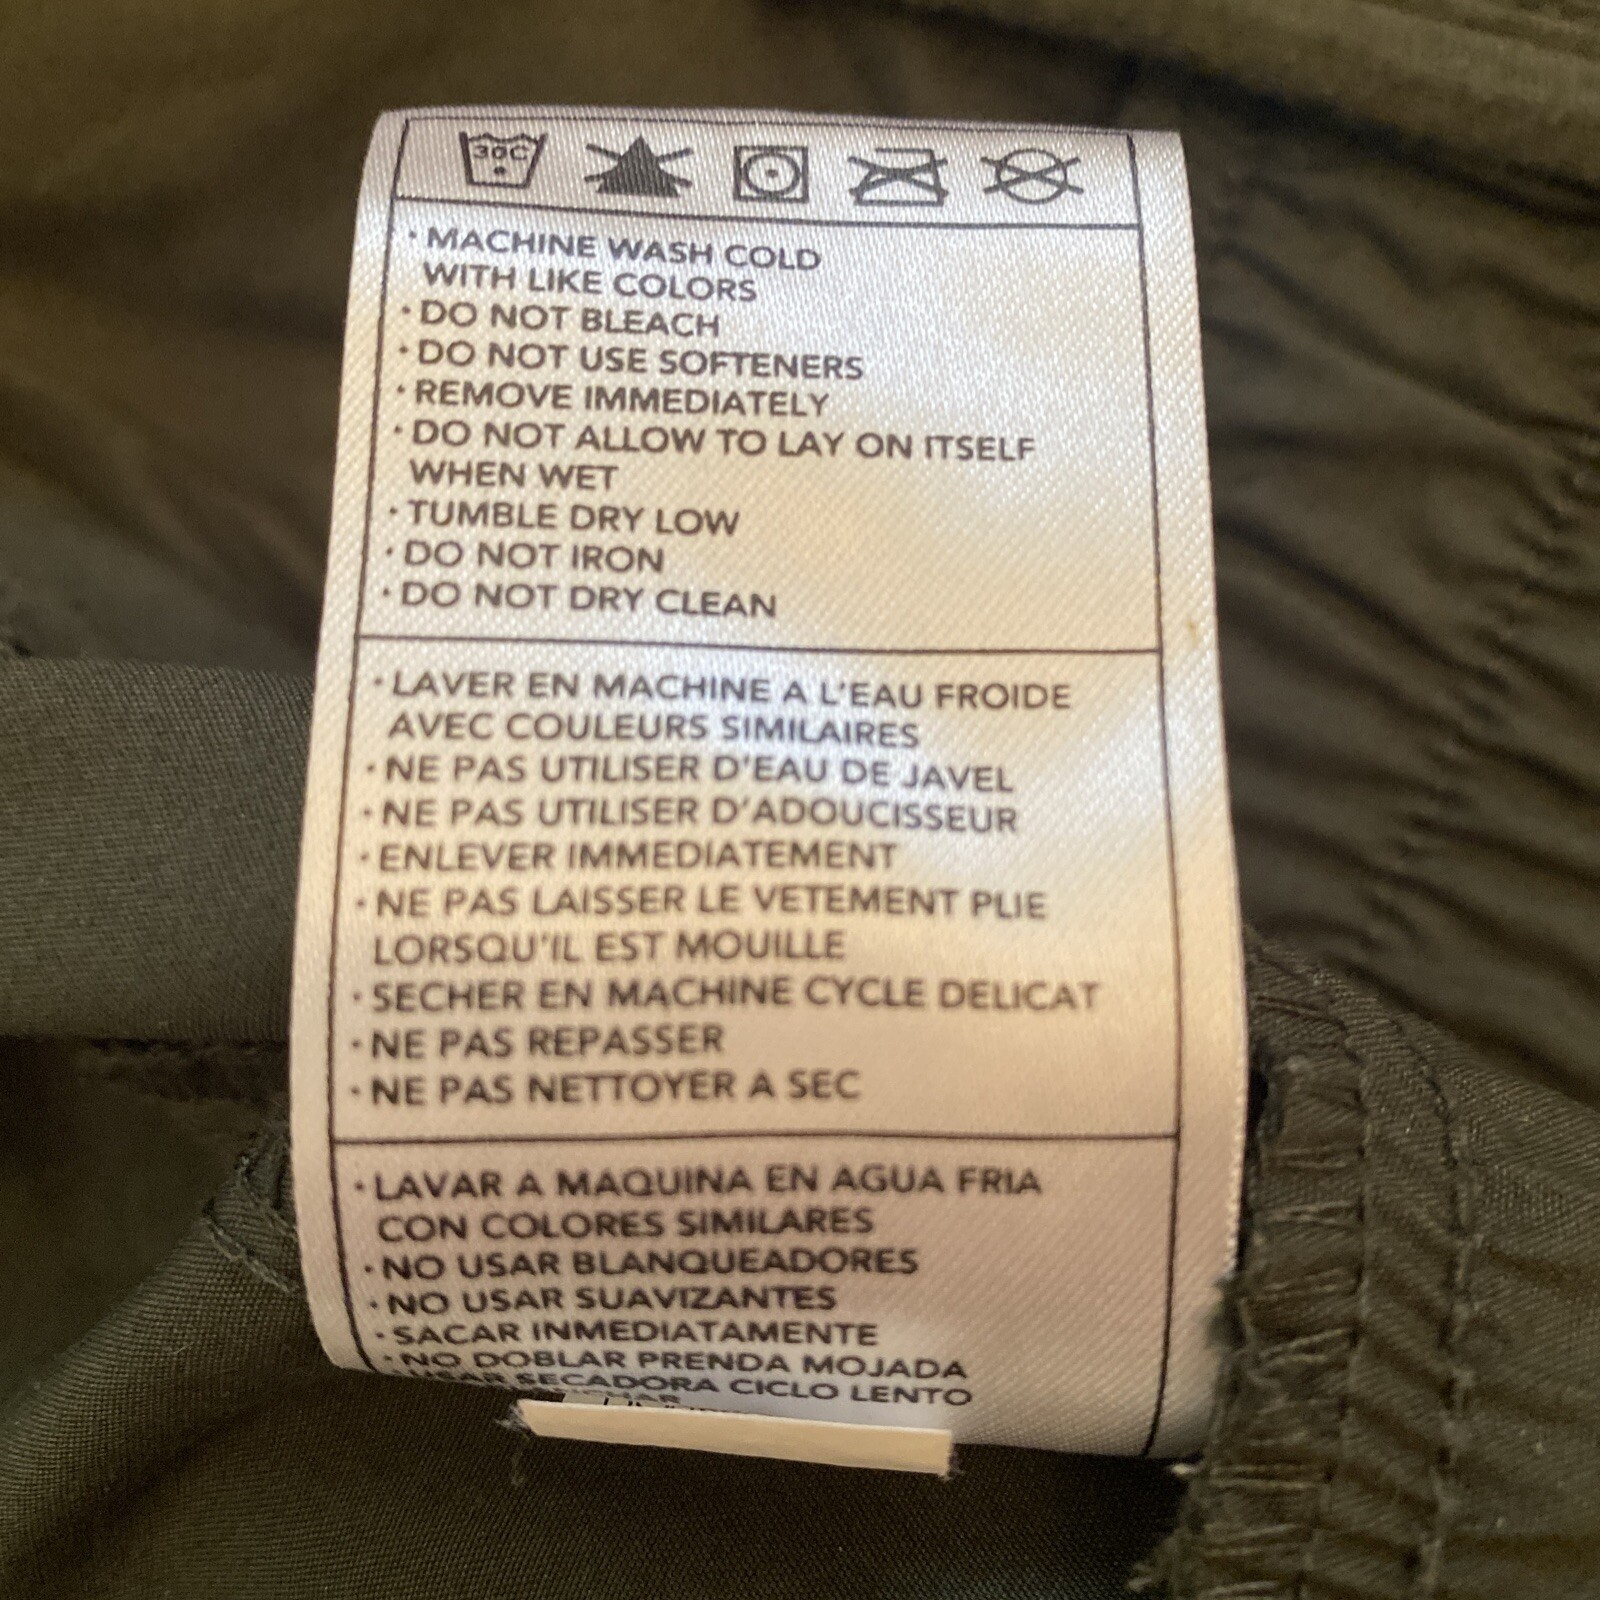 30C
· MACHINE WASH COLD
WITH LIKE COLORS
· DO NOT BLEACH
· DO NOT USE SOFTENERS
· REMOVE IMMEDIATELY
· DO NOT ALLOW TO LAY ON ITSELF
WHEN WET
· TUMBLE DRY LOW
· DO NOT IRON
· DO NOT DRY CLEAN
· LAVER EN MACHINE A L'EAU FROIDE
AVEC COULEURS SIMILAIRES
· NE PAS UTILISER D'EAU DE JAVEL
· NE PAS UTILISER D'ADOUCISSEUR
· ENLEVER IMMEDIATEMENT
· NE PAS LAISSER LE VETEMENT PLIE
LORSQU'IL EST MOUILLE
· SECHER EN MACHINE CYCLE DELICAT
· NE PAS REPASSER
· NE PAS NETTOYER A SEC
· LAVAR A MAQUINA EN AGUA FRIA
CON COLORES SIMILARES
· NO USAR BLANQUEADORES
· NO USAR SUAVIZANTES
· SACAR INMEDIATAMENTE
· NO DOBLAR PRENDA MOJADA
· USAR SECADORA CICLO LENTO